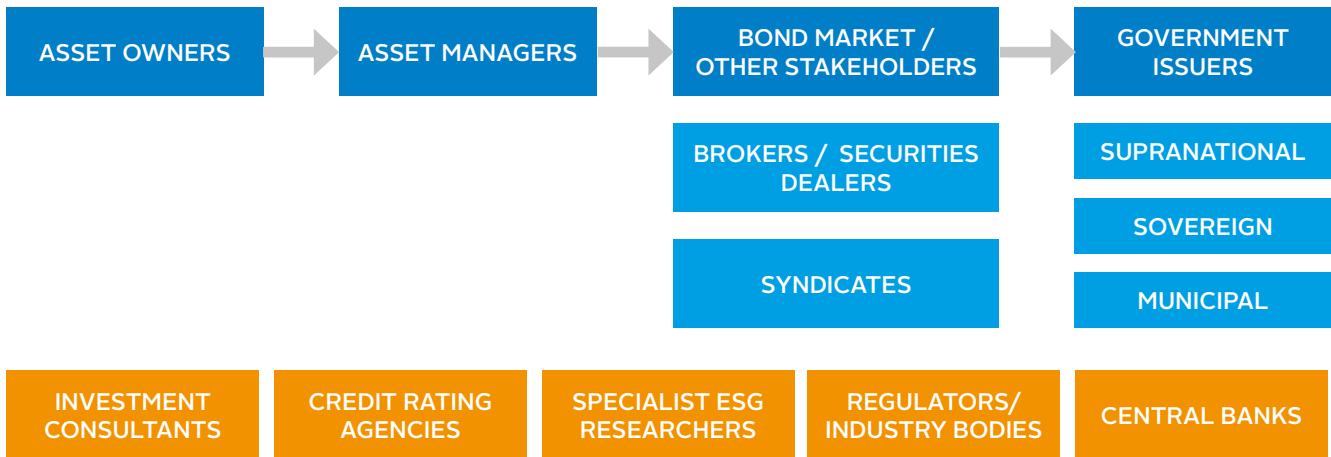 ASSET OWNERS
ASSET MANAGERS
BOND MARKET /
OTHER STAKEHOLDERS
GOVERNMENT
ISSUERS
BROKERS / SECURITIES
DEALERS
SYNDICATES
SUPRANATIONAL
SOVEREIGN
MUNICIPAL
INVESTMENT
CONSULTANTS
CREDIT RATING
AGENCIES
SPECIALIST ESG
RESEARCHERS
REGULATORS/
INDUSTRY BODIES
CENTRAL BANKS